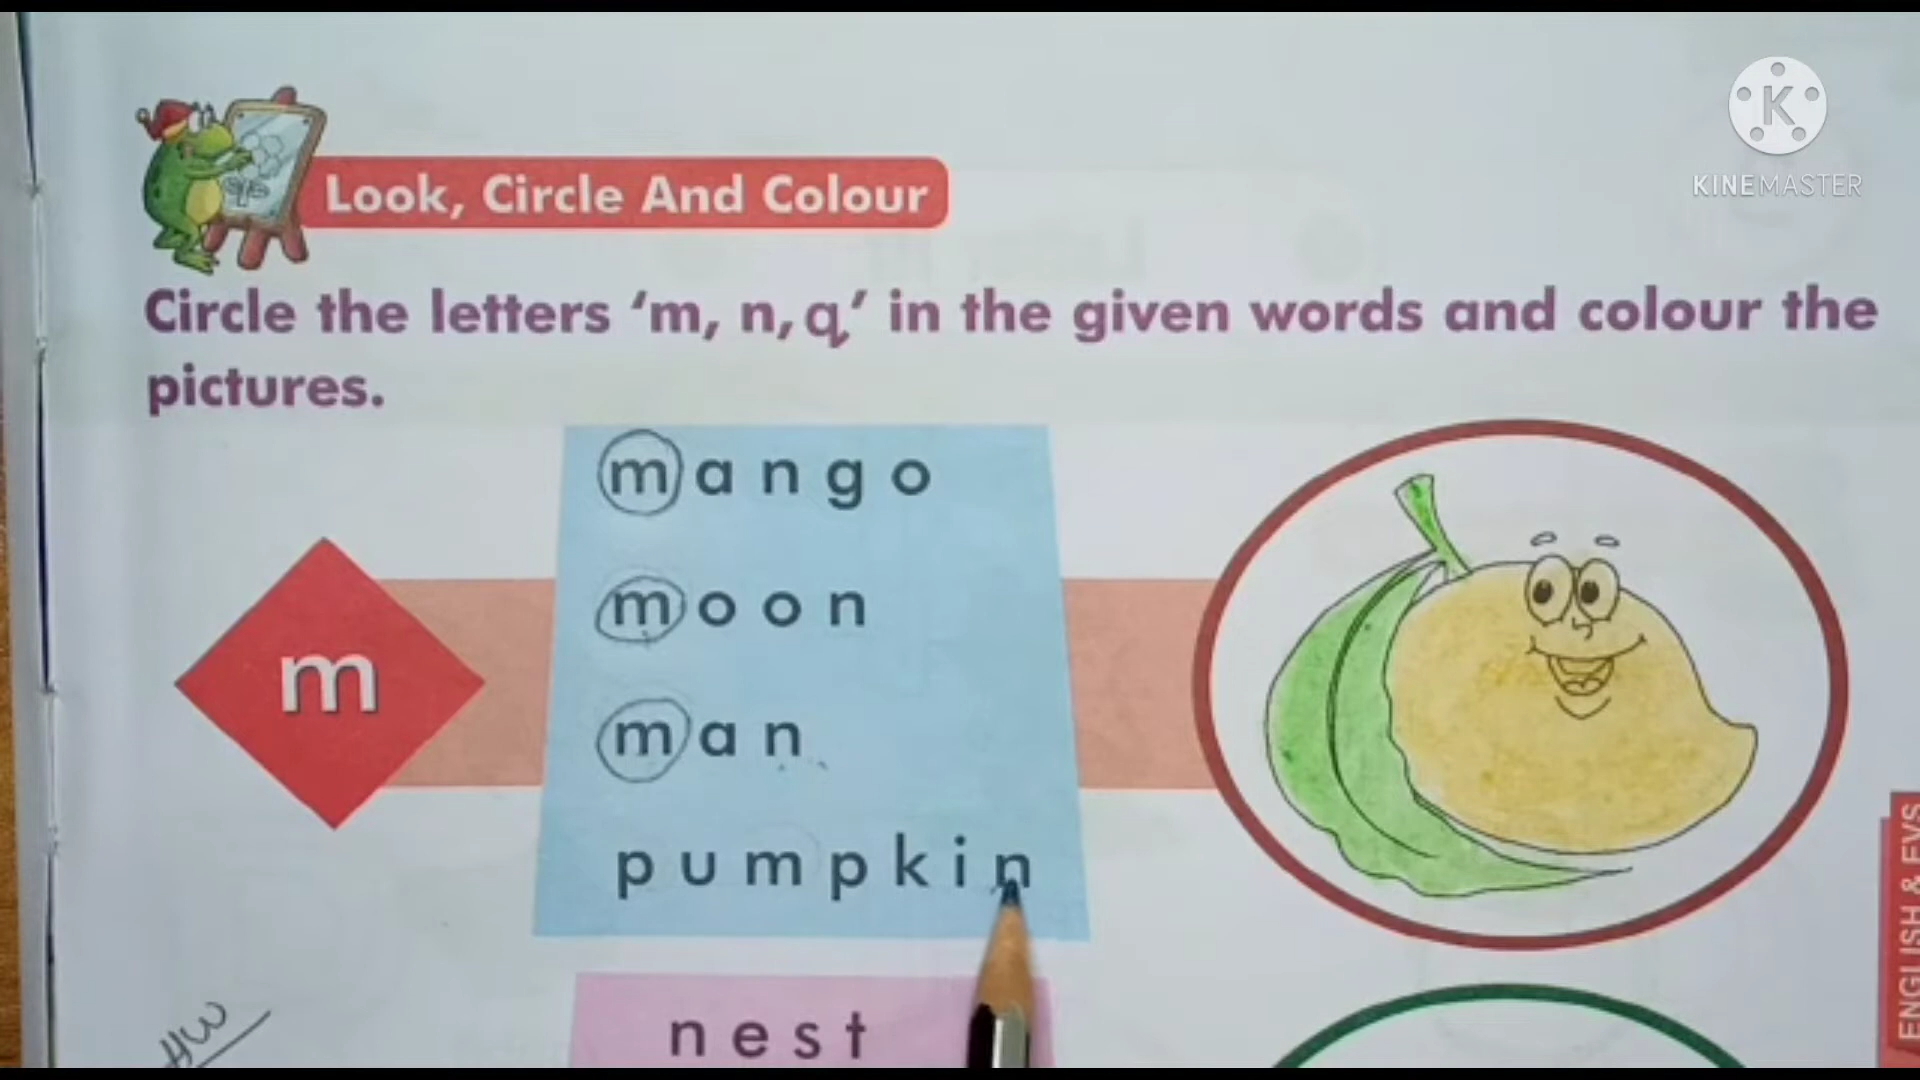 KINEMASTER
Look, Circle And Colour
Circle the letters ‘m, n, q’ in the given words and colour the
pictures.
m
mango
moon
man
pumpkin
nest
HW
ENGLISH & EVS